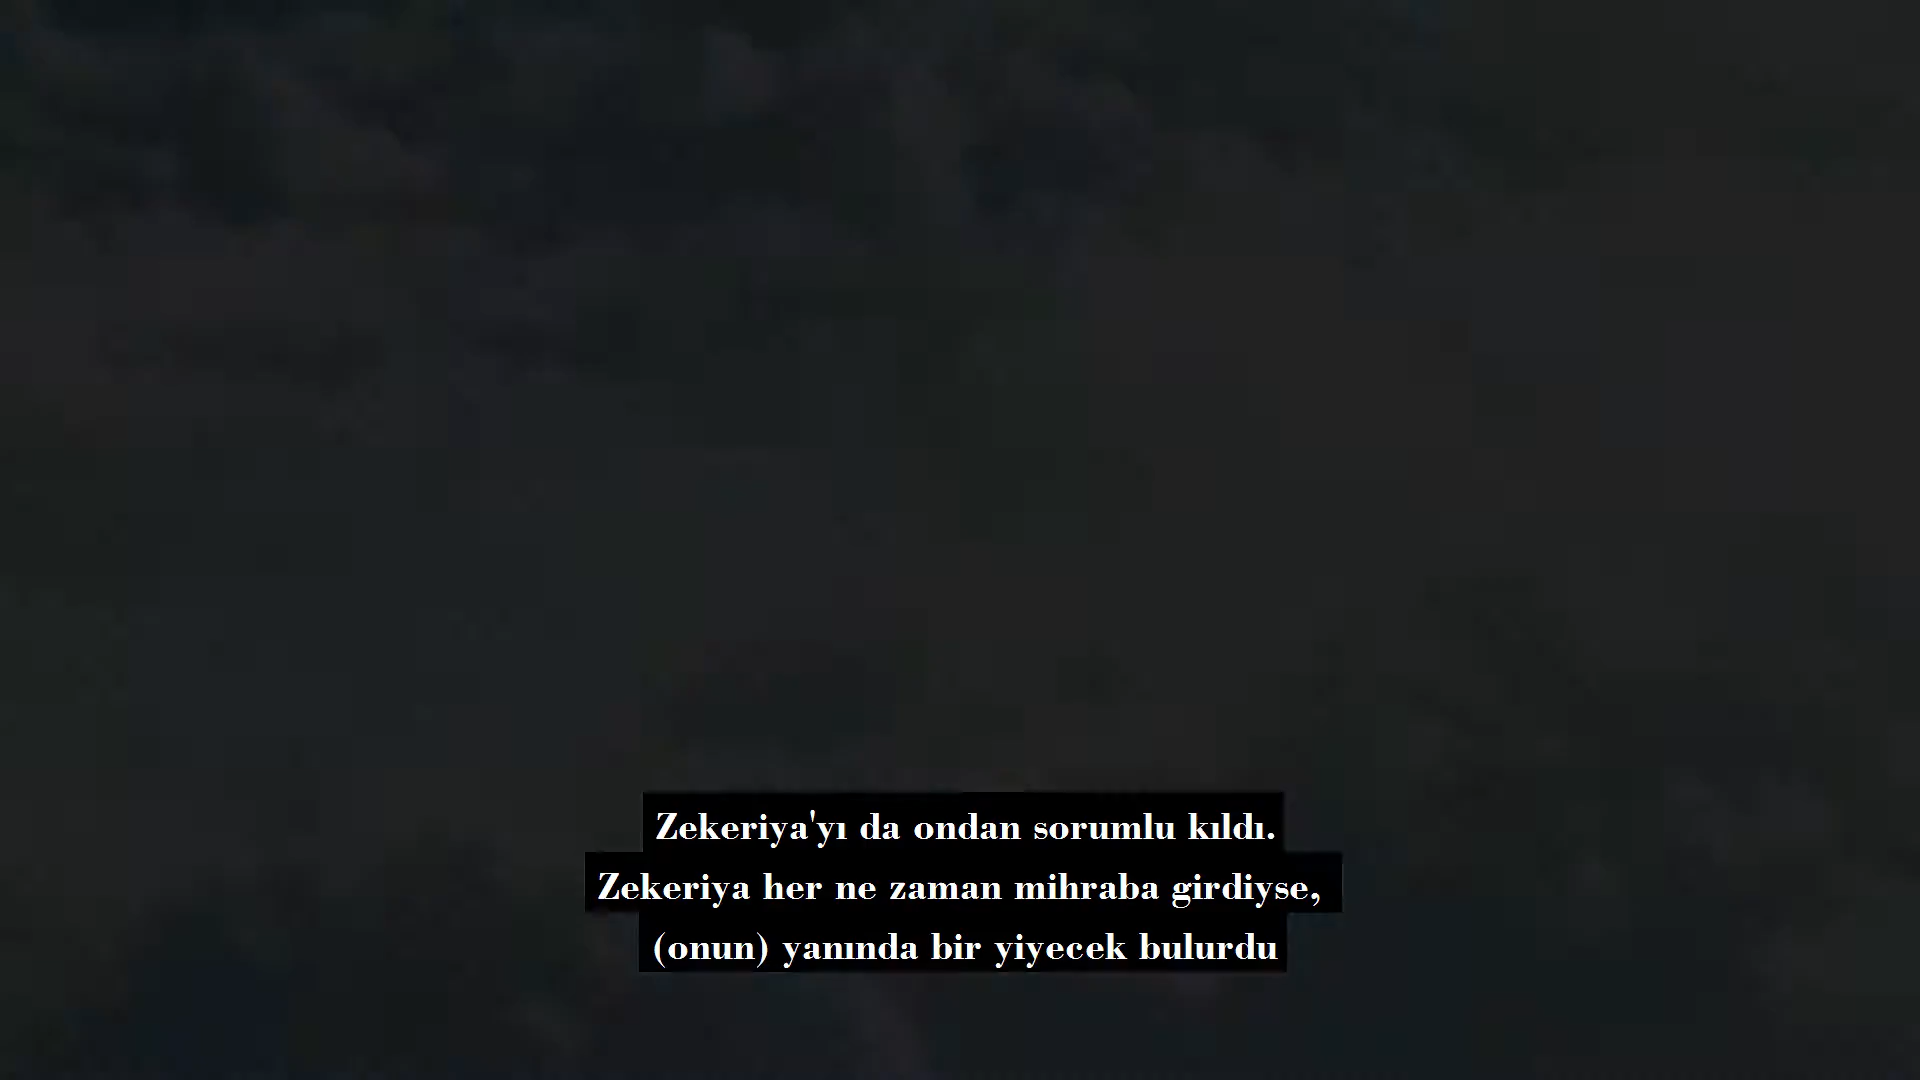 Zekeriya'yı da ondan sorumlu kıldı.
Zekeriya her ne zaman mihraba girdiyse,
(onun) yanında bir yiyecek bulurdu